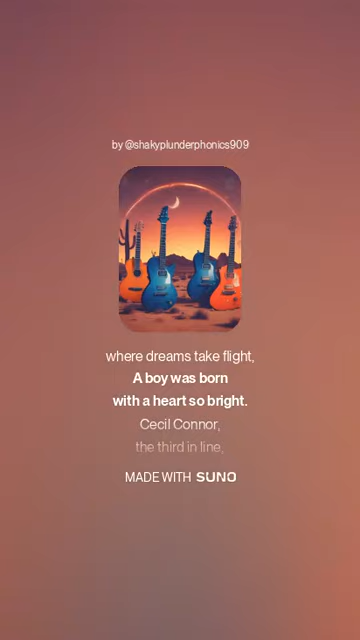 by @shakyplunderphonics909
where dreams take flight,
A boy was born
with a heart so bright.
Cecil Connor,
the third in line,
MADE WITH SUNO